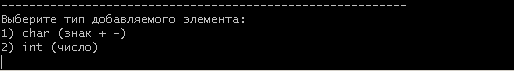 ------------------------------------------------------
Выберите тип добавляемого элемента:
1) char (знак + -)
2) int (число)